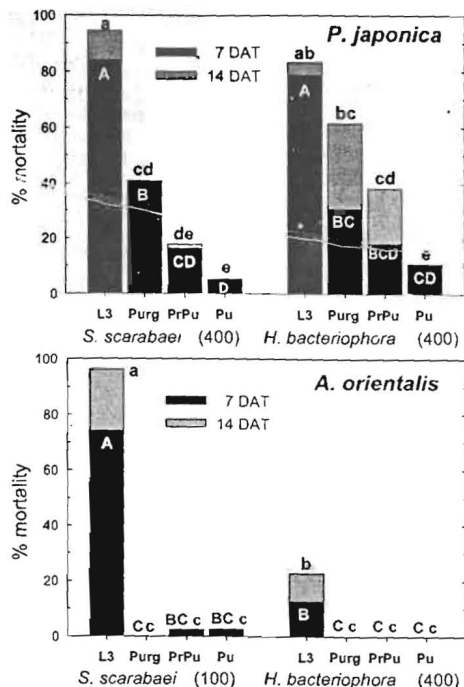 P. japonica
7 DAT
14 DAT
% mortality
100
80
60
40
20
0
a
A
cd
B
de
CD
e
D
ab
A
bc
BC
cd
BCD
e
CD
L3 Purg PrPu Pu L3 Purg PrPu Pu
S. scarabaei (400) H. bacteriophora (400)
A. orientalis
7 DAT
14 DAT
% mortality
100
80
60
40
20
0
a
A
C c
BC c
BC c
b
B
C c
C c
C c
L3 Purg PrPu Pu L3 Purg PrPu Pu
S. scarabaei (100) H. bacteriophora (400)